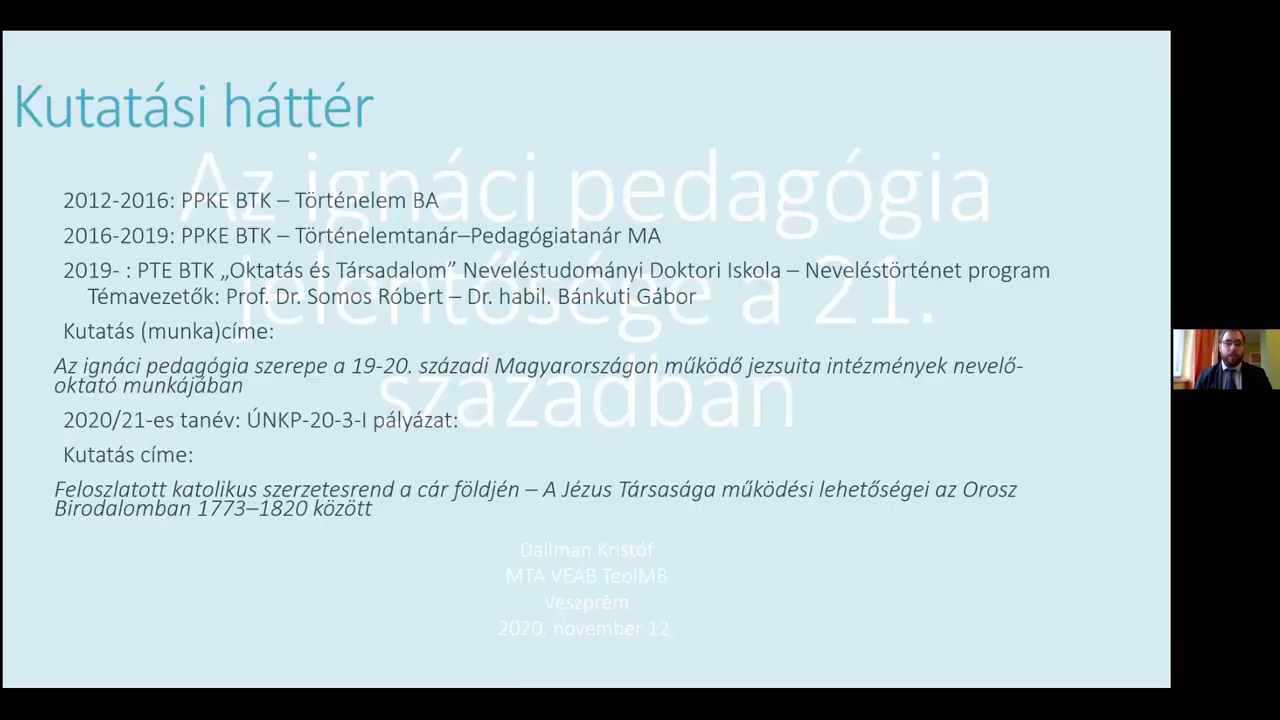 Kutatási háttér
Az ignáci pedagógia
jelentősége a 21.
században
2012-2016: PPKE BTK – Történelem BA
2016-2019: PPKE BTK – Történelemtanár–Pedagógiatanár MA
2019- : PTE BTK „Oktatás és Társadalom” Neveléstudományi Doktori Iskola – Neveléstörténet program
Témavezetők: Prof. Dr. Somos Róbert – Dr. habil. Bánkuti Gábor
Kutatás (munka)címe:
Az ignáci pedagógia szerepe a 19-20. századi Magyarországon működő jezsuita intézmények nevelő-
oktató munkájában
2020/21-es tanév: ÚNKP-20-3-I pályázat:
Kutatás címe:
Feloszlatott katolikus szerzetesrend a cár földjén – A Jézus Társasága működési lehetőségei az Orosz
Birodalomban 1773–1820 között
Dallman Kristóf
MTA VEAB TeolMB
Veszprém
2020. november 12.